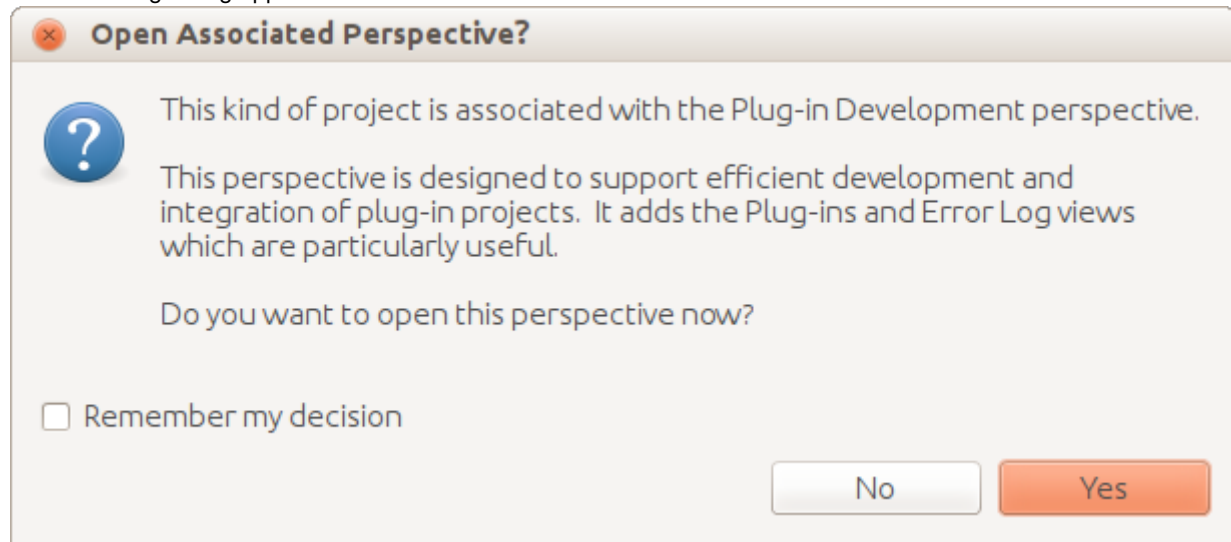 Open Associated Perspective?
This kind of project is associated with the Plug-in Development perspective.
This perspective is designed to support efficient development and
integration of plug-in projects.  It adds the Plug-ins and Error Log views
which are particularly useful.
Do you want to open this perspective now?
Remember my decision
No
Yes